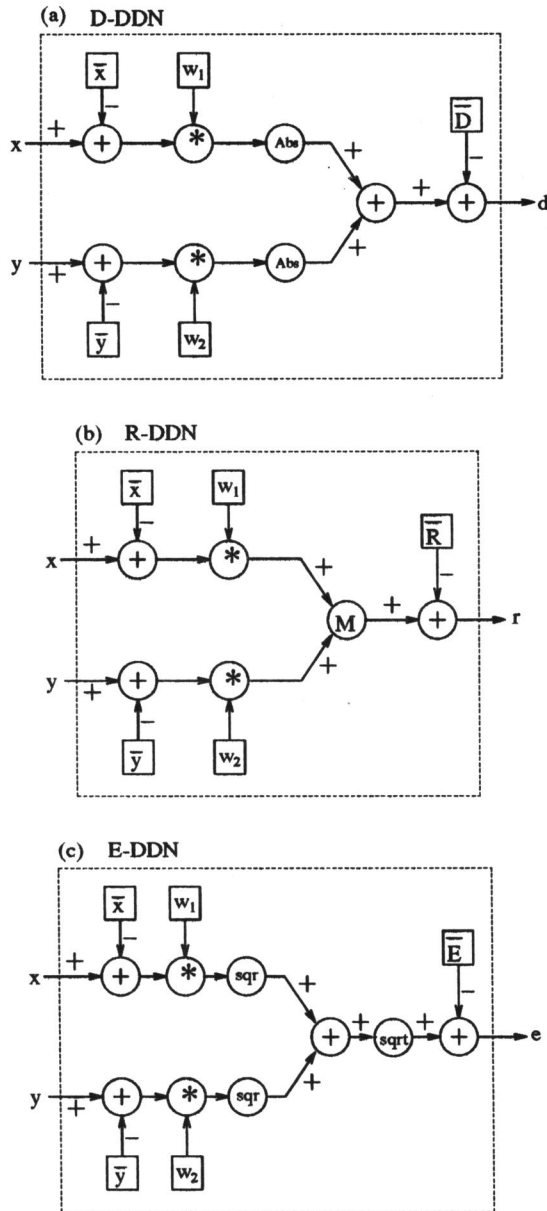 (a) D-DDN
x̄ w₁
− D̄
x + + * Abs + −
+ + + d
y + + * Abs +
−
ȳ w₂
(b) R-DDN
x̄ w₁
− R̄
x + + * + −
M + + r
y + + * +
−
ȳ w₂
(c) E-DDN
x̄ w₁
− Ē
x + + * sqr + −
+ + sqrt + + e
y + + * sqr +
−
ȳ w₂